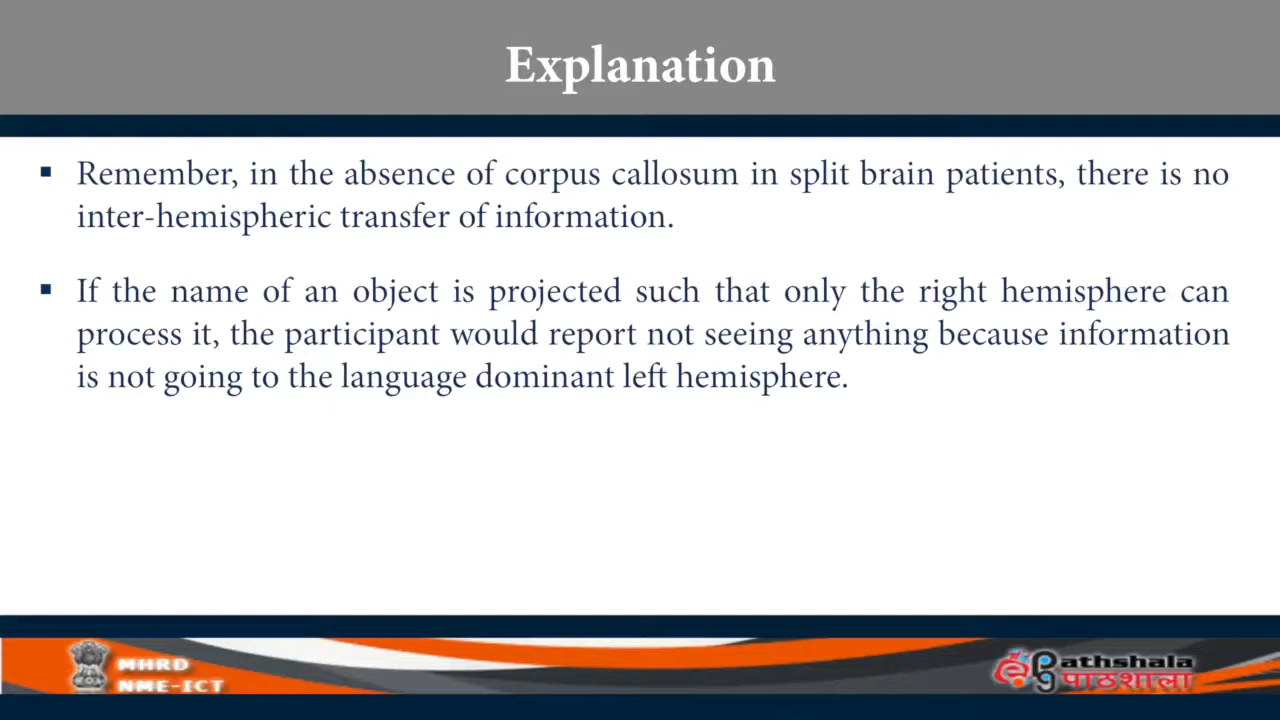 Explanation
▪ Remember, in the absence of corpus callosum in split brain patients, there is no
inter-hemispheric transfer of information.
▪ If the name of an object is projected such that only the right hemisphere can
process it, the participant would report not seeing anything because information
is not going to the language dominant left hemisphere.
MHRD
NME-ICT
e pg pathshala
पाठशाला